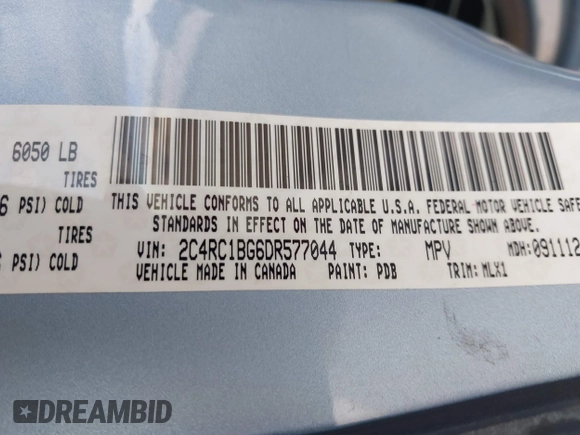 6050 LB
TIRES
6 PSI) COLD
THIS VEHICLE CONFORMS TO ALL APPLICABLE U.S.A. FEDERAL MOTOR VEHICLE SAFE
TIRES
STANDARDS IN EFFECT ON THE DATE OF MANUFACTURE SHOWN ABOVE.
PSI) COLD
VIN: 2C4RC1BG6DR577044 TYPE: MPV MDH: 091112
VEHICLE MADE IN CANADA PAINT: PDB TRIM: MLX1
DREAMBID